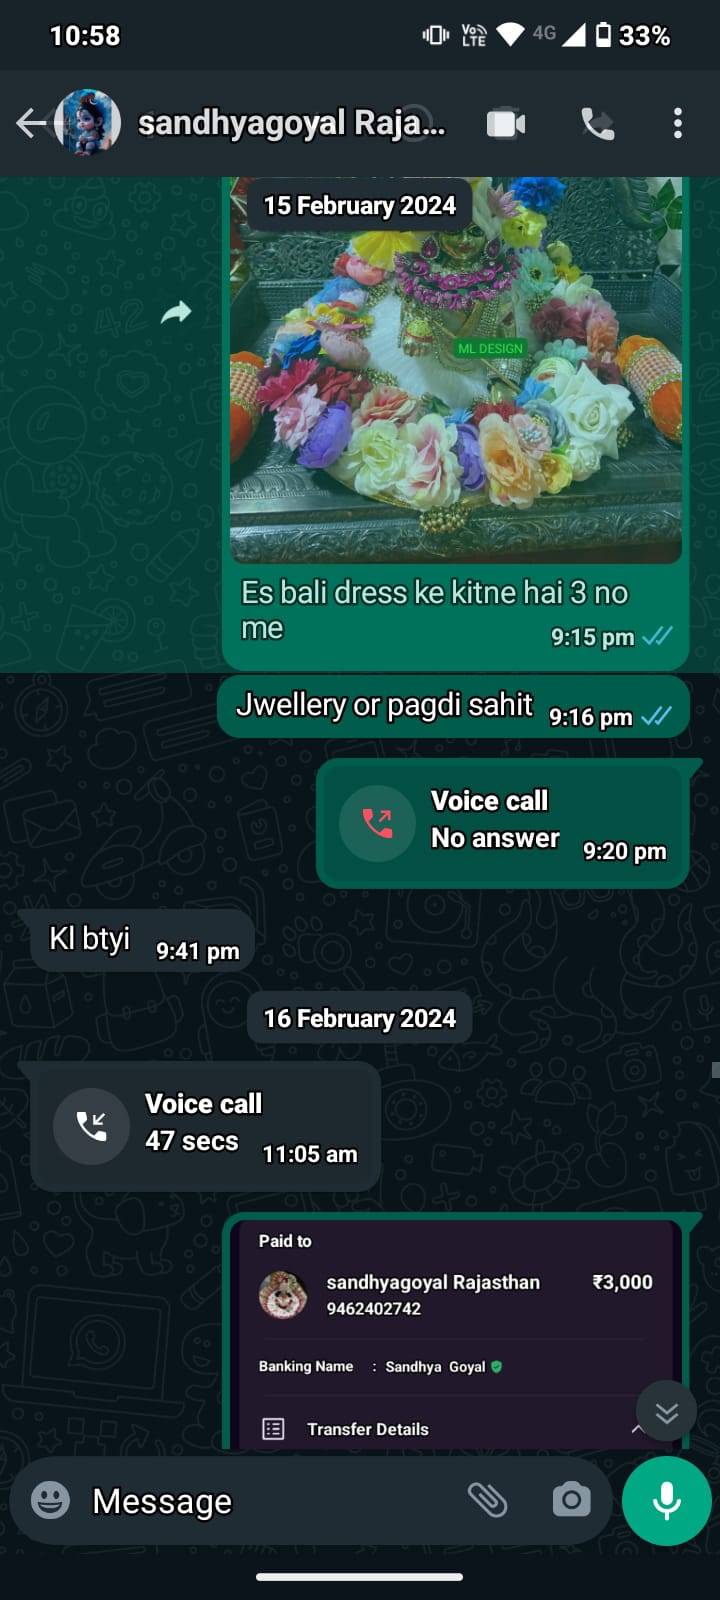 10:58
Vo LTE
4G
33%
sandhyagoyal Raja...
15 February 2024
ML DESIGN
Es bali dress ke kitne hai 3 no
me
9:15 pm
Jwellery or pagdi sahit
9:16 pm
Voice call
No answer
9:20 pm
Kl btyi
9:41 pm
16 February 2024
Voice call
47 secs
11:05 am
Paid to
sandhyagoyal Rajasthan ₹3,000
9462402742
Banking Name : Sandhya Goyal
Transfer Details
Message